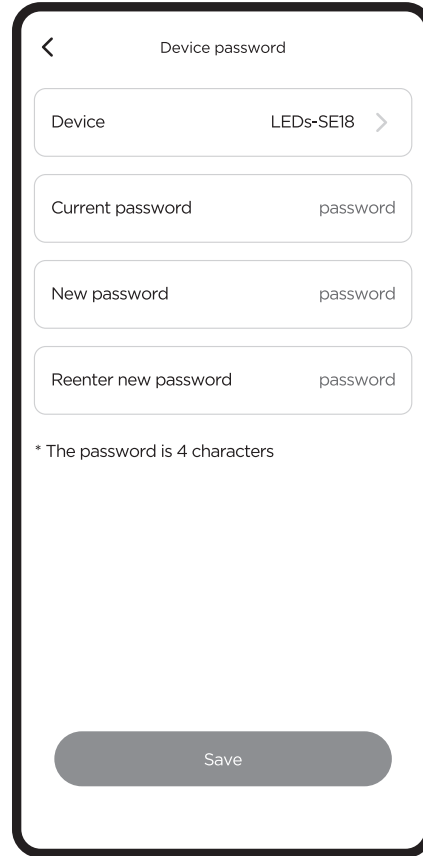 Device password
Device LEDs-SE18
Current password password
New password password
Reenter new password password
* The password is 4 characters
Save